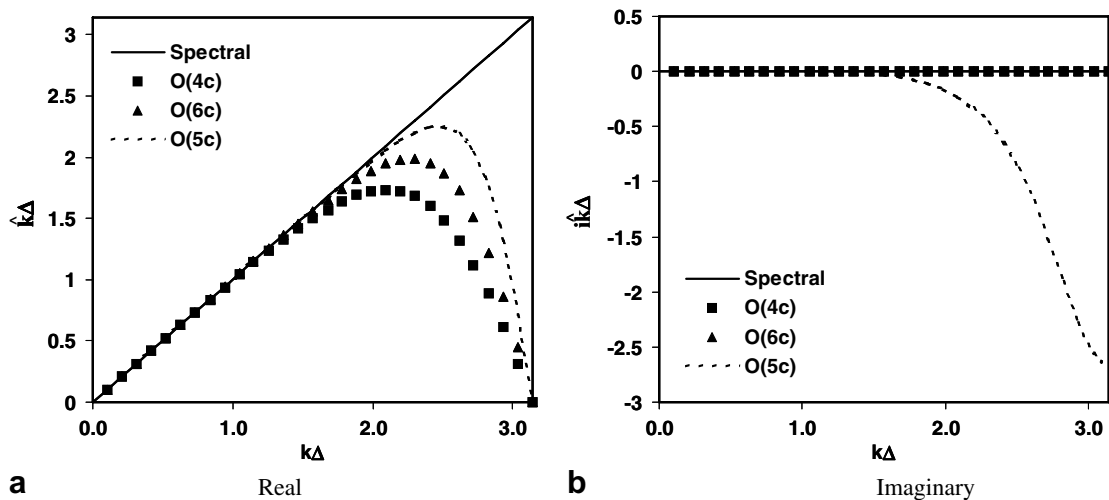 3
2.5
2
1.5
1
0.5
0
0.0
1.0
2.0
3.0
k̂Δ
kΔ
Spectral
O(4c)
O(6c)
O(5c)
a
Real
0.5
0
-0.5
-1
-1.5
-2
-2.5
-3
0.0
1.0
2.0
3.0
ik̂Δ
kΔ
Spectral
O(4c)
O(6c)
O(5c)
b
Imaginary